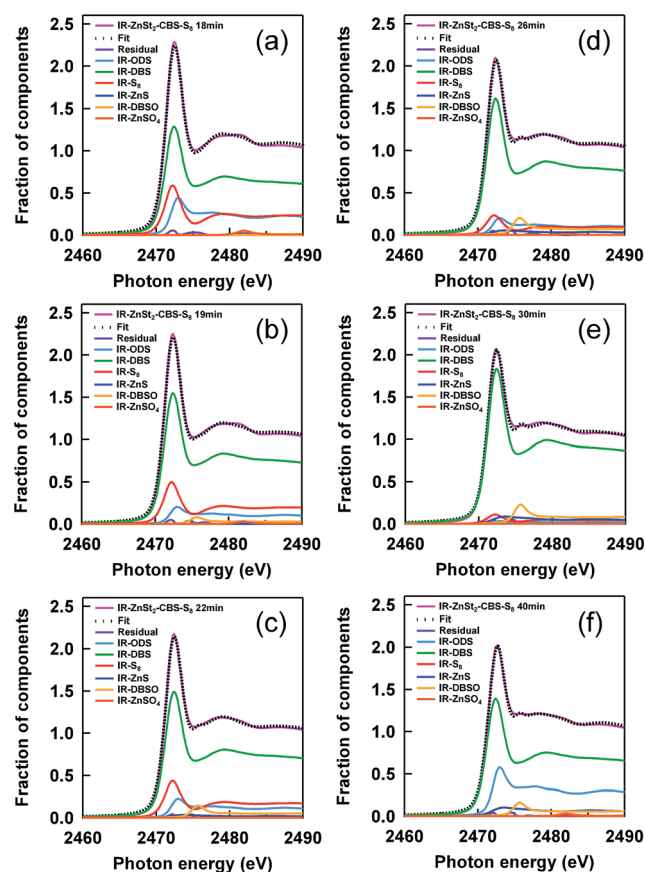 (a)
IR-ZnSt₂-CBS-S₈ 18min
Fit
Residual
IR-ODS
IR-DBS
IR-S₈
IR-ZnS
IR-DBSO
IR-ZnSO₄
Fraction of components
2.5
2.0
1.5
1.0
0.5
0.0
2460 2470 2480 2490
Photon energy (eV)
(d)
IR-ZnSt₂-CBS-S₈ 26min
Fit
Residual
IR-ODS
IR-DBS
IR-S₈
IR-ZnS
IR-DBSO
IR-ZnSO₄
Fraction of components
2.5
2.0
1.5
1.0
0.5
0.0
2460 2470 2480 2490
Photon energy (eV)
(b)
IR-ZnSt₂-CBS-S₈ 19min
Fit
Residual
IR-ODS
IR-DBS
IR-S₈
IR-ZnS
IR-DBSO
IR-ZnSO₄
Fraction of components
2.5
2.0
1.5
1.0
0.5
0.0
2460 2470 2480 2490
Photon energy (eV)
(e)
IR-ZnSt₂-CBS-S₈ 30min
Fit
Residual
IR-ODS
IR-DBS
IR-S₈
IR-ZnS
IR-DBSO
IR-ZnSO₄
Fraction of components
2.5
2.0
1.5
1.0
0.5
0.0
2460 2470 2480 2490
Photon energy (eV)
(c)
IR-ZnSt₂-CBS-S₈ 22min
Fit
Residual
IR-ODS
IR-DBS
IR-S₈
IR-ZnS
IR-DBSO
IR-ZnSO₄
Fraction of components
2.5
2.0
1.5
1.0
0.5
0.0
2460 2470 2480 2490
Photon energy (eV)
(f)
IR-ZnSt₂-CBS-S₈ 40min
Fit
Residual
IR-ODS
IR-DBS
IR-S₈
IR-ZnS
IR-DBSO
IR-ZnSO₄
Fraction of components
2.5
2.0
1.5
1.0
0.5
0.0
2460 2470 2480 2490
Photon energy (eV)